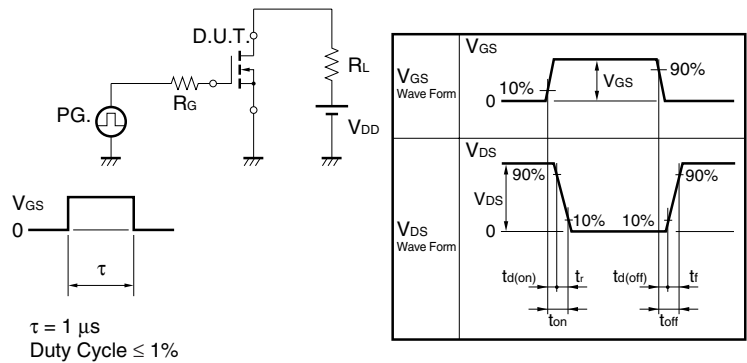 D.U.T.
RL
RG
PG.
VDD
VGS
0
τ
τ = 1 μs
Duty Cycle ≤ 1%
VGS
Wave Form
VGS
10%
VGS
90%
0
VDS
Wave Form
VDS
90%
90%
VDS
10%
10%
0
td(on)
tr
td(off)
tf
ton
toff